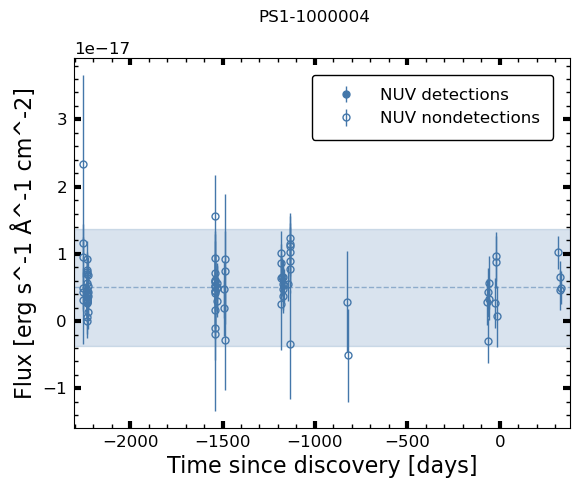 PS1-1000004
1e−17
NUV detections
NUV nondetections
3
2
1
0
−1
Flux [erg s^-1 Å^-1 cm^-2]
−2000 −1500 −1000 −500 0
Time since discovery [days]